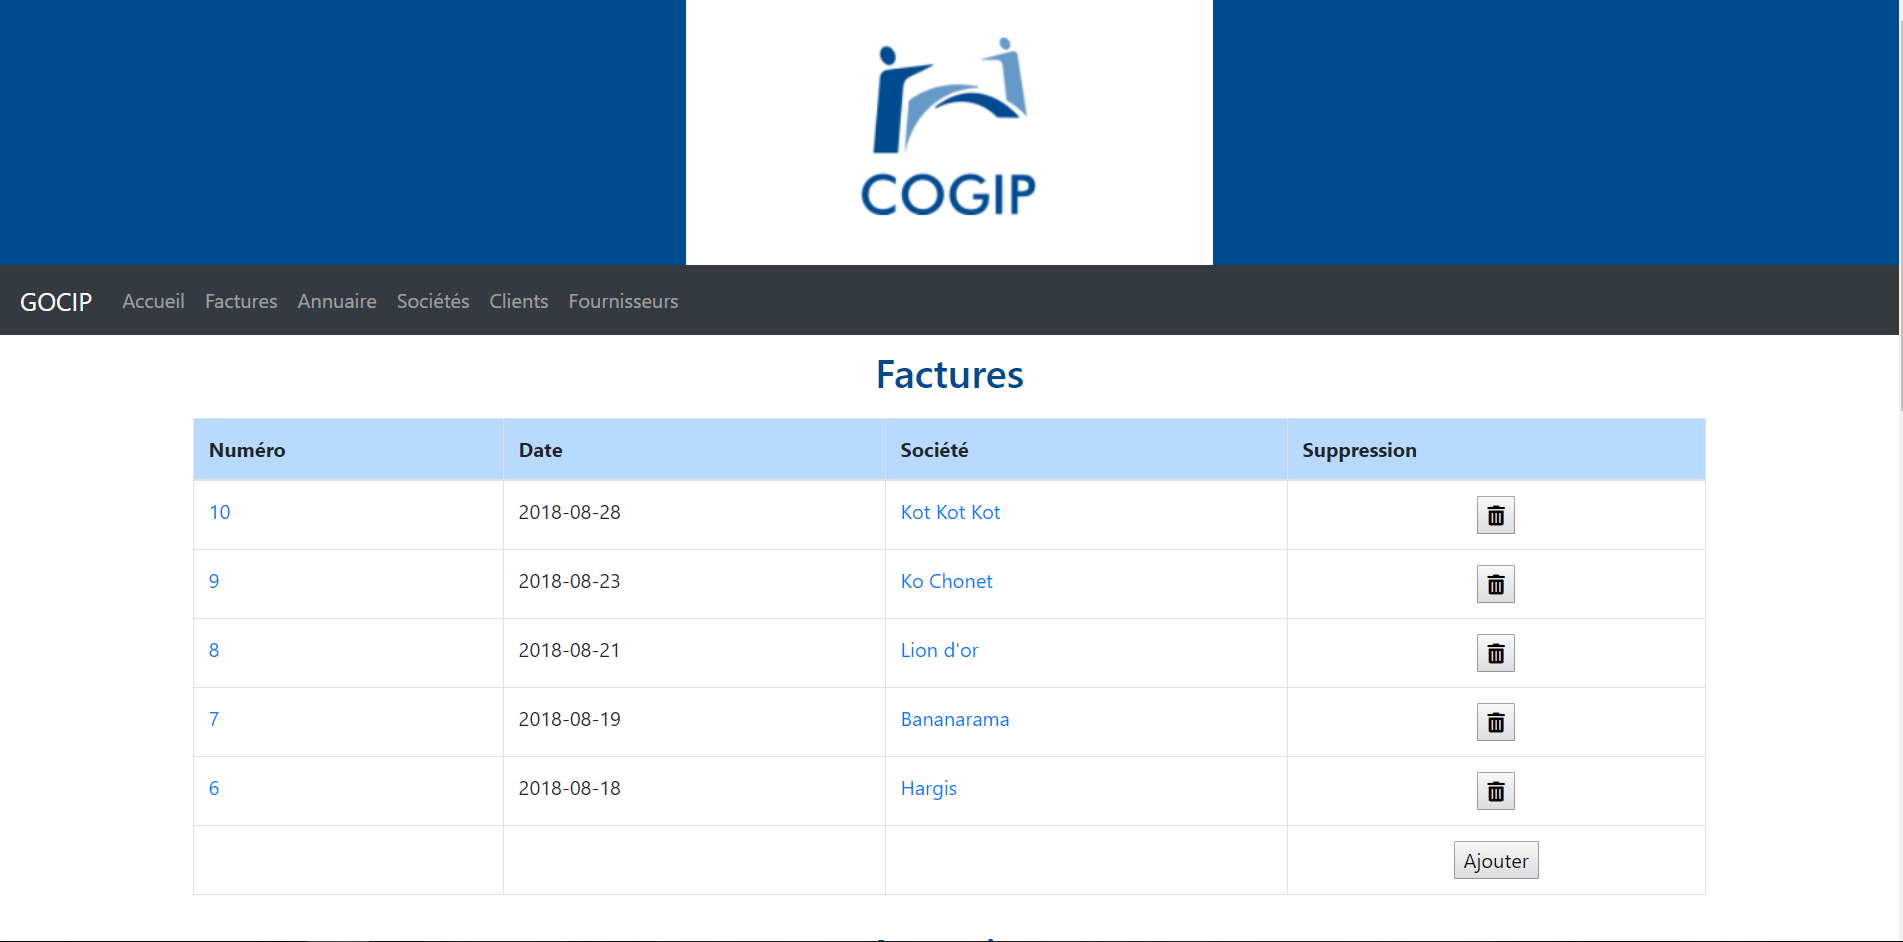 COGIP
GOCIP Accueil Factures Annuaire Sociétés Clients Fournisseurs
Factures
Numéro Date Société Suppression
10 2018-08-28 Kot Kot Kot
9 2018-08-23 Ko Chonet
8 2018-08-21 Lion d'or
7 2018-08-19 Bananarama
6 2018-08-18 Hargis
Ajouter